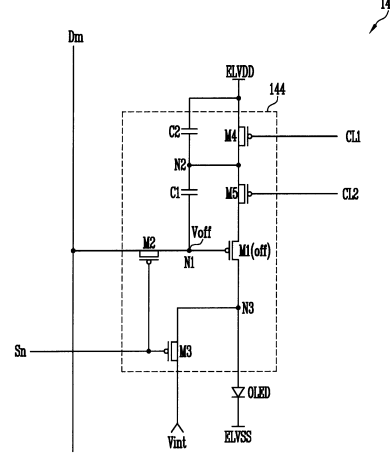 14
Dm
ELVDD
144
C2
M4
CL1
N2
C1
M5
CL2
Voff
M2
N1
M1(off)
N3
Sn
M3
OLED
Vint
ELVSS